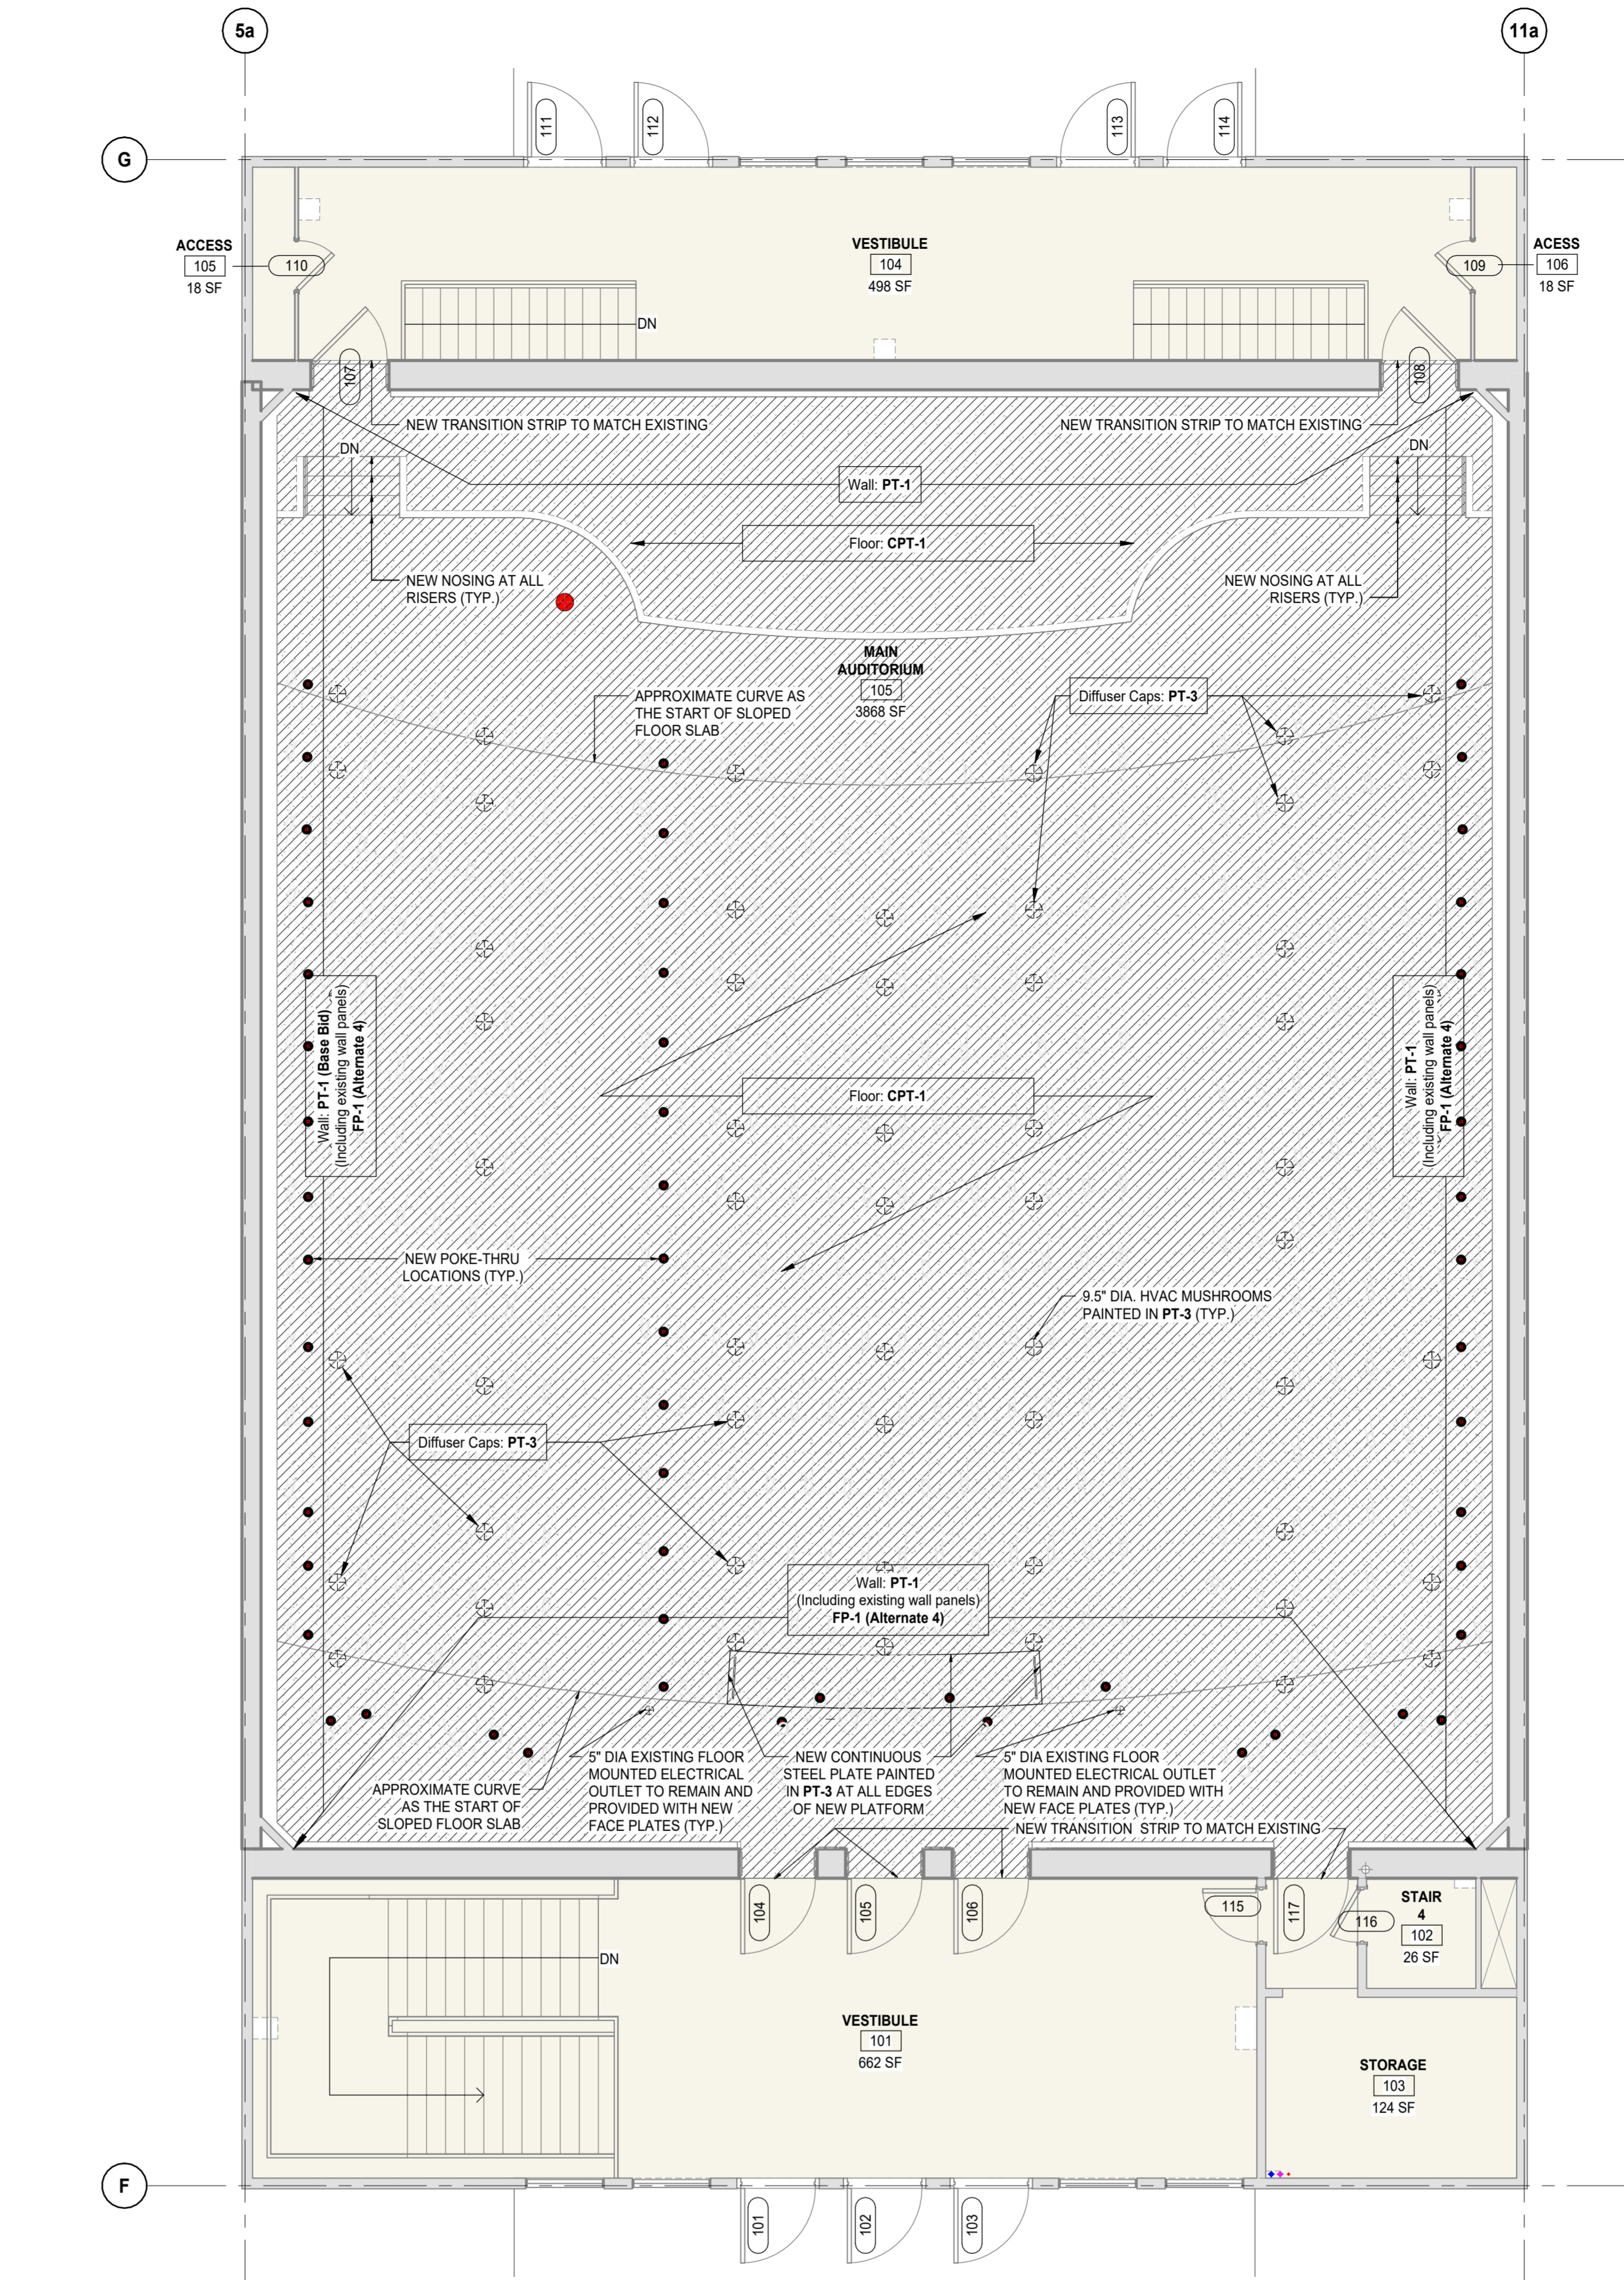 5a
11a
G
111
112
113
114
ACCESS
105
18 SF
110
VESTIBULE
104
498 SF
109
ACESS
106
18 SF
DN
107
108
NEW TRANSITION STRIP TO MATCH EXISTING
NEW TRANSITION STRIP TO MATCH EXISTING
DN
DN
Wall: PT-1
Floor: CPT-1
NEW NOSING AT ALL
RISERS (TYP.)
NEW NOSING AT ALL
RISERS (TYP.)
MAIN
AUDITORIUM
105
3868 SF
APPROXIMATE CURVE AS
THE START OF SLOPED
FLOOR SLAB
Diffuser Caps: PT-3
Wall: PT-1 (Base Bid)
(Including existing wall panels)
FP-1 (Alternate 4)
Wall: PT-1
(Including existing wall panels)
FP-1 (Alternate 4)
Floor: CPT-1
NEW POKE-THRU
LOCATIONS (TYP.)
9.5" DIA. HVAC MUSHROOMS
PAINTED IN PT-3 (TYP.)
Diffuser Caps: PT-3
Wall: PT-1
(Including existing wall panels)
FP-1 (Alternate 4)
APPROXIMATE CURVE
AS THE START OF
SLOPED FLOOR SLAB
5" DIA EXISTING FLOOR
MOUNTED ELECTRICAL
OUTLET TO REMAIN AND
PROVIDED WITH NEW
FACE PLATES (TYP.)
NEW CONTINUOUS
STEEL PLATE PAINTED
IN PT-3 AT ALL EDGES
OF NEW PLATFORM
5" DIA EXISTING FLOOR
MOUNTED ELECTRICAL OUTLET
TO REMAIN AND PROVIDED WITH
NEW FACE PLATES (TYP.)
NEW TRANSITION STRIP TO MATCH EXISTING
104
105
106
115
117
116
STAIR
4
102
26 SF
DN
VESTIBULE
101
662 SF
STORAGE
103
124 SF
F
101
102
103